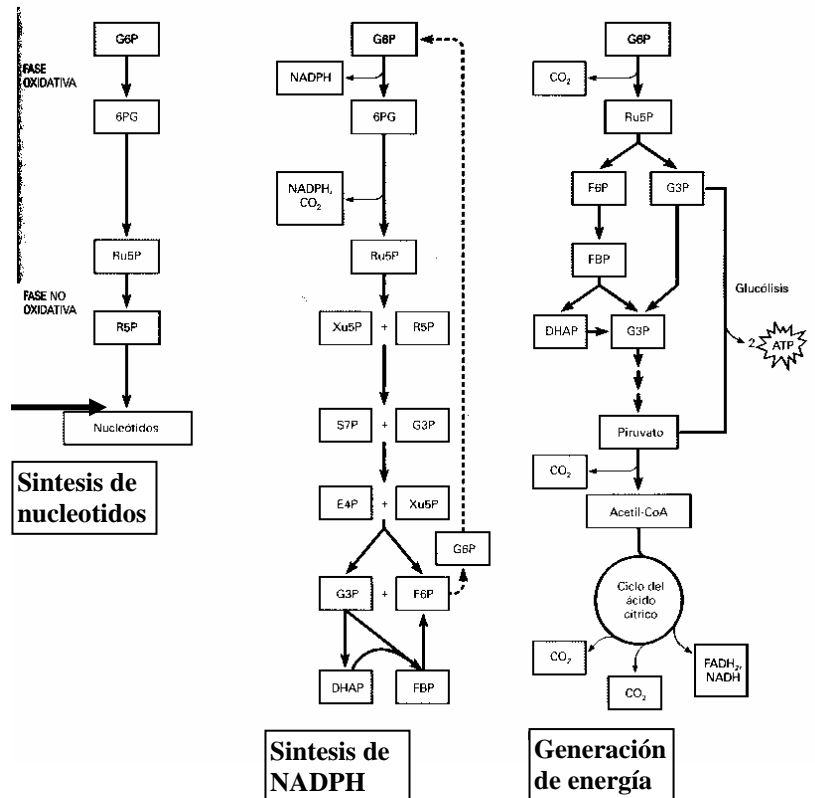 G6P
FASE
OXIDATIVA
6PG
Ru5P
FASE NO
OXIDATIVA
R5P
Nucleótidos
Sintesis de
nucleotidos
G6P
NADPH
6PG
NADPH,
CO2
Ru5P
Xu5P + R5P
S7P + G3P
E4P + Xu5P
G6P
G3P + F6P
DHAP
FBP
Sintesis de
NADPH
G6P
CO2
Ru5P
F6P
G3P
FBP
Glucólisis
DHAP
G3P
2
ATP
Piruvato
CO2
Acetil-CoA
Ciclo del
ácido
cítrico
CO2
CO2
FADH2,
NADH
Generación
de energía